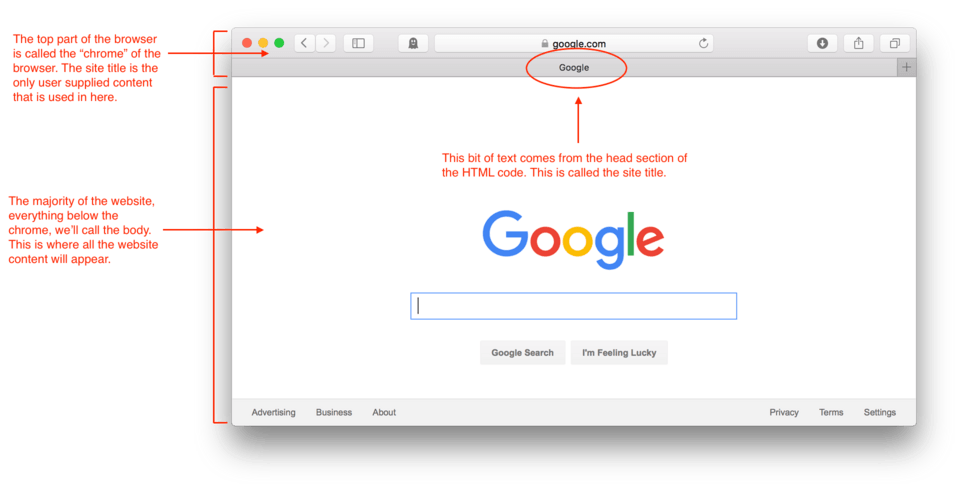 The top part of the browser
is called the “chrome” of the
browser. The site title is the
only user supplied content
that is used in here.
google.com
Google
This bit of text comes from the head section of
the HTML code. This is called the site title.
The majority of the website,
everything below the
chrome, we’ll call the body.
This is where all the website
content will appear.
Google
Google Search
I'm Feeling Lucky
Advertising
Business
About
Privacy
Terms
Settings